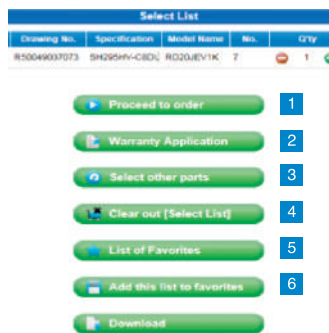 Select List
Drawing No. Specification Model Name No. Q'ty
R50049037073 SH295HV-C8DL RD20JEV1K 7 1
Proceed to order 1
Warranty Application 2
Select other parts 3
Clear out [Select List] 4
List of Favorites 5
Add this list to favorites 6
Download